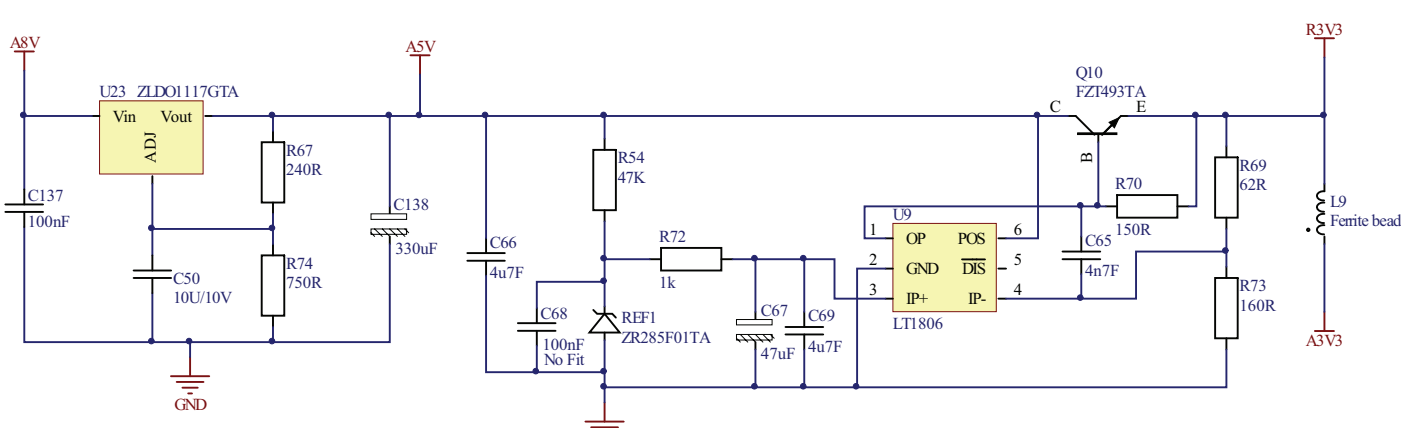 A8V
A5V
R3V3
U23 ZLDO1117GTA
Vin Vout
ADJ
C137
100nF
R67
240R
C138
330uF
C50
10U/10V
R74
750R
GND
C66
4u7F
R54
47K
R72
1k
C68
100nF
No Fit
REF1
ZR285F01TA
C67
47uF
C69
4u7F
Q10
FZT493TA
C
E
B
U9
1 OP POS 6
2 GND DIS 5
3 IP+ IP- 4
LT1806
R70
150R
C65
4n7F
R69
62R
R73
160R
L9
Ferrite bead
A3V3